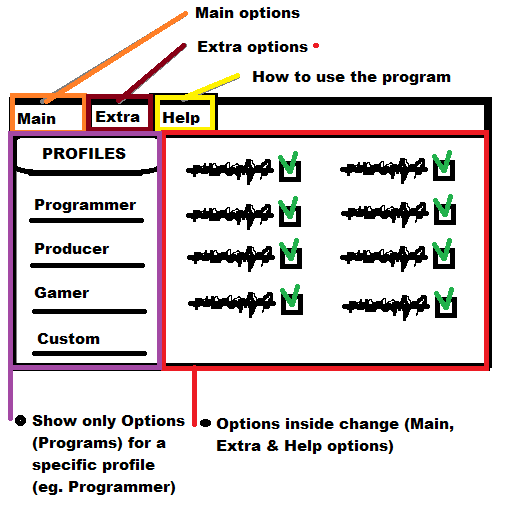 Main options
Extra options
How to use the program
Main
Extra
Help
PROFILES
Programmer
Producer
Gamer
Custom
Show only Options
(Programs) for a
specific profile
(eg. Programmer)
Options inside change (Main,
Extra & Help options)